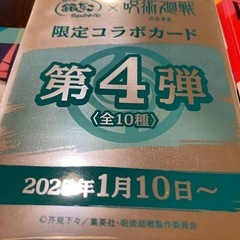 銀だこ × 呪術廻戦
限定コラボカード
第4弾
〈全10種〉
2025年1月10日～
©芥見下々／集英社・呪術廻戦製作委員会